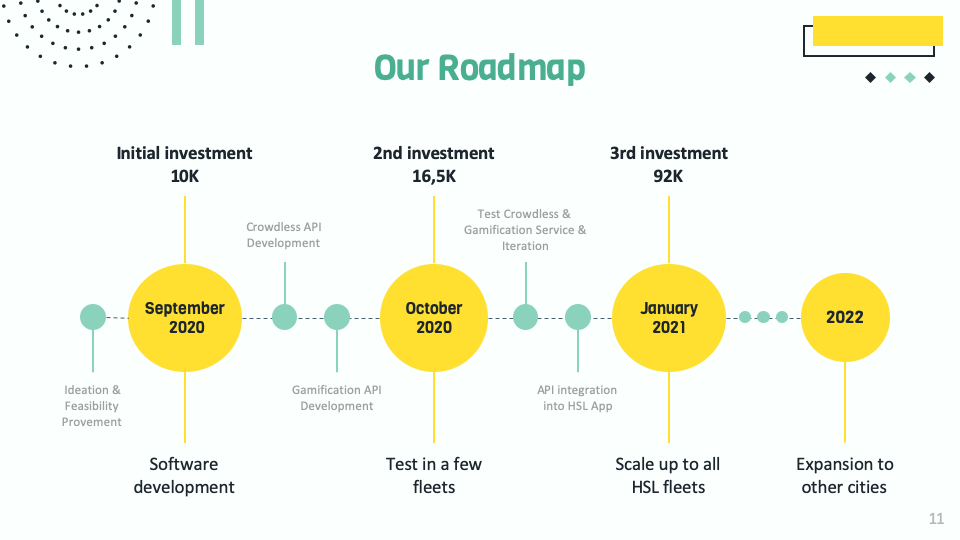 Our Roadmap
Initial investment
10K
2nd investment
16,5K
3rd investment
92K
Crowdless API
Development
Test Crowdless &
Gamification Service &
Iteration
September
2020
October
2020
January
2021
2022
Ideation &
Feasibility
Provement
Gamification API
Development
API integration
into HSL App
Software
development
Test in a few
fleets
Scale up to all
HSL fleets
Expansion to
other cities
11